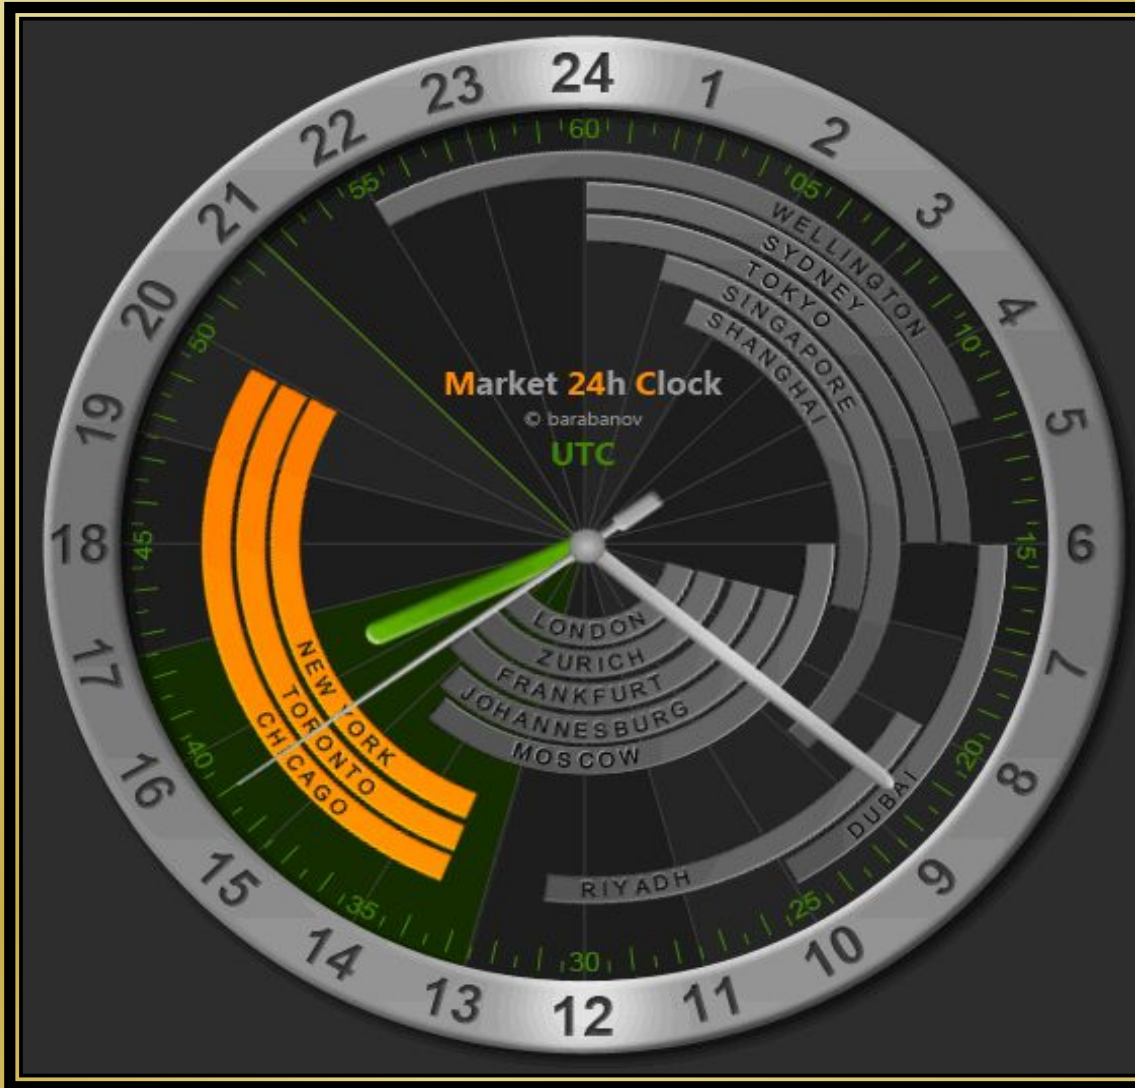 24
1
2
3
4
5
6
7
8
9
10
11
12
13
14
15
16
17
18
19
20
21
22
23
60
05
10
15
20
25
30
35
40
45
50
55
WELLINGTON
SYDNEY
TOKYO
SINGAPORE
SHANGHAI
Market 24h Clock
© barabanov
UTC
LONDON
ZURICH
FRANKFURT
JOHANNESBURG
MOSCOW
NEW YORK
TORONTO
CHICAGO
RIYADH
DUBAI